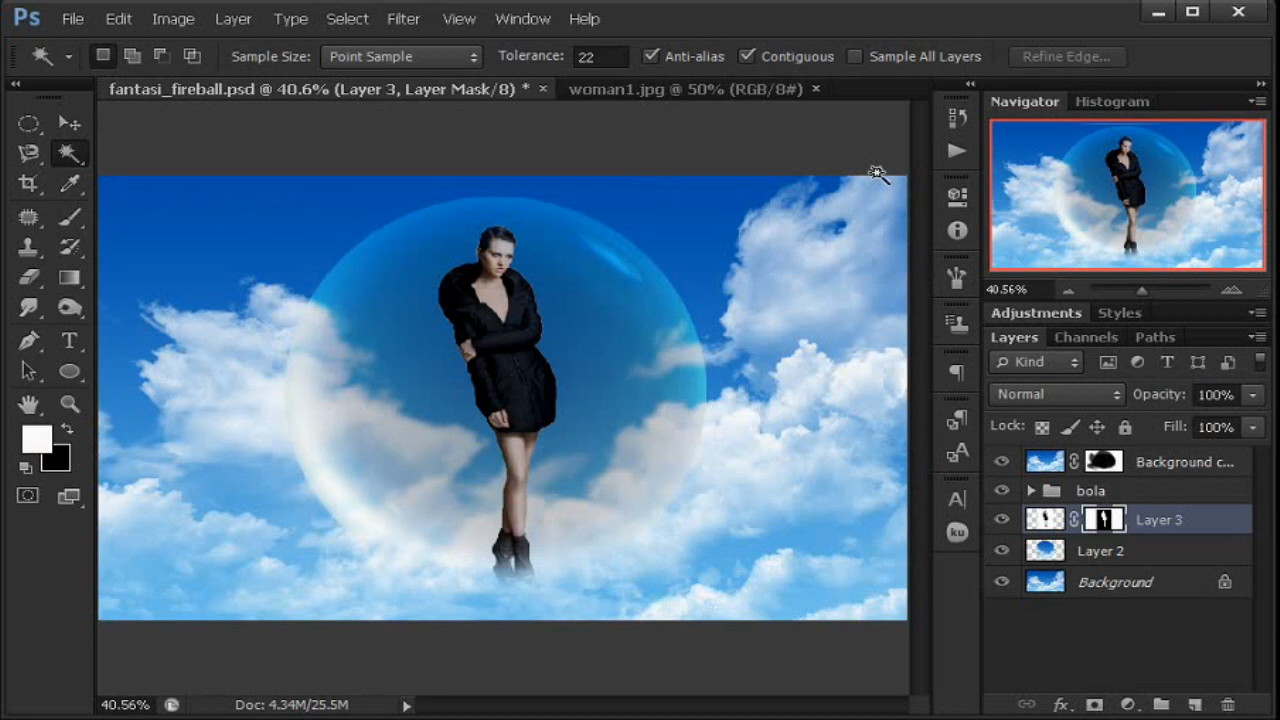 Ps File Edit Image Layer Type Select Filter View Window Help
Sample Size: Point Sample Tolerance: 22 Anti-alias Contiguous Sample All Layers Refine Edge...
fantasi_fireball.psd @ 40.6% (Layer 3, Layer Mask/8) * × woman1.jpg @ 50% (RGB/8#) ×
Navigator Histogram
40.56%
Adjustments Styles
Layers Channels Paths
Kind
Normal Opacity: 100%
Lock: Fill: 100%
Background c...
bola
Layer 3
Layer 2
Background
ku
40.56% Doc: 4.34M/25.5M
fx